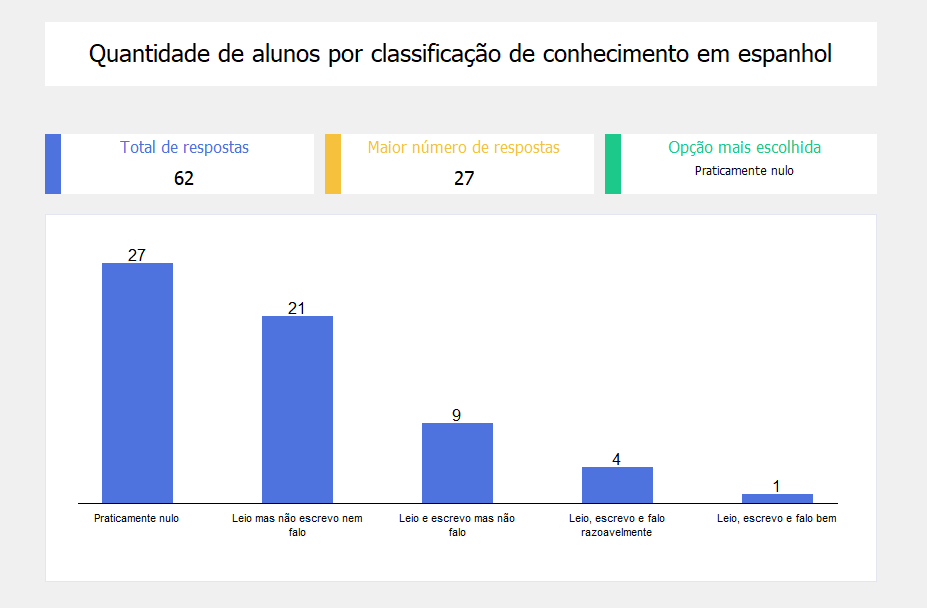 Quantidade de alunos por classificação de conhecimento em espanhol
Total de respostas
62
Maior número de respostas
27
Opção mais escolhida
Praticamente nulo
27
21
9
4
1
Praticamente nulo
Leio mas não escrevo nem
falo
Leio e escrevo mas não
falo
Leio, escrevo e falo
razoavelmente
Leio, escrevo e falo bem